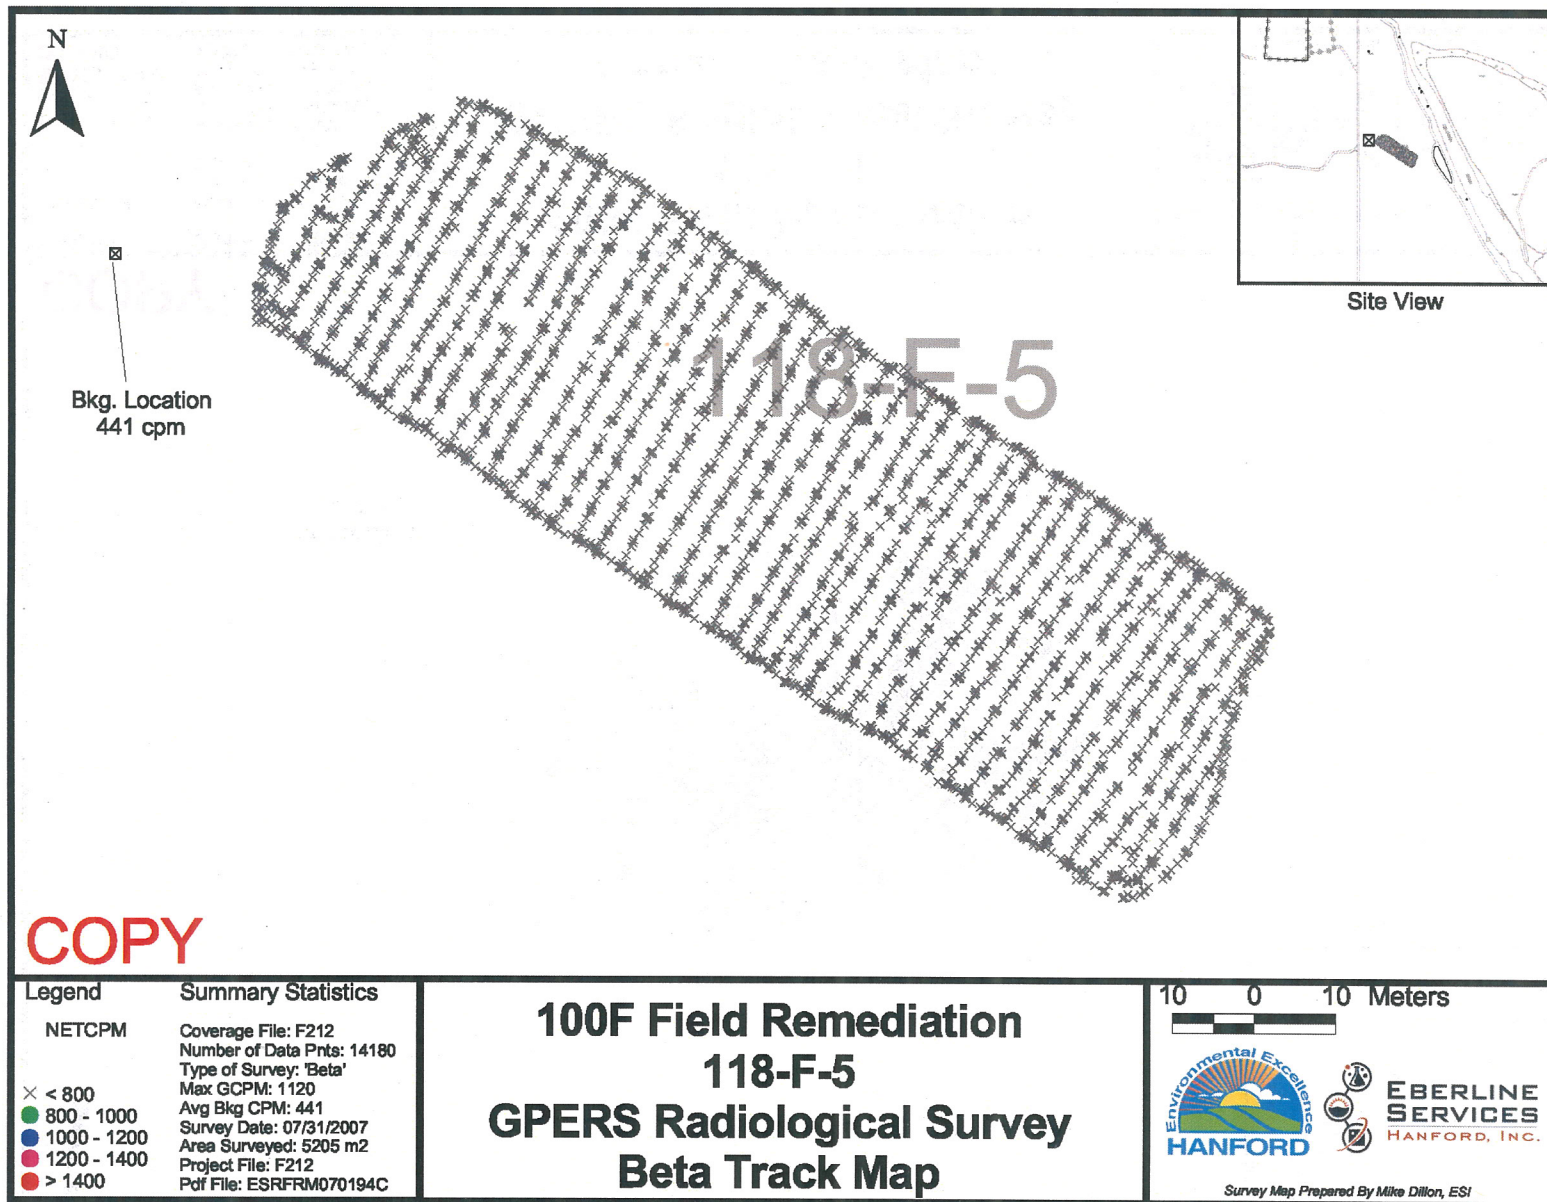 N
Site View
Bkg. Location
441 cpm
118-F-5
COPY
Legend
NETCPM
< 800
800 - 1000
1000 - 1200
1200 - 1400
> 1400
Summary Statistics
Coverage File: F212
Number of Data Pnts: 14180
Type of Survey: 'Beta'
Max GCPM: 1120
Avg Bkg CPM: 441
Survey Date: 07/31/2007
Area Surveyed: 5205 m2
Project File: F212
Pdf File: ESRFRM070194C
100F Field Remediation
118-F-5
GPERS Radiological Survey
Beta Track Map
10 0 10 Meters
Environmental Excellence
HANFORD
EBERLINE
SERVICES
HANFORD, INC.
Survey Map Prepared By Mike Dillon, ESI